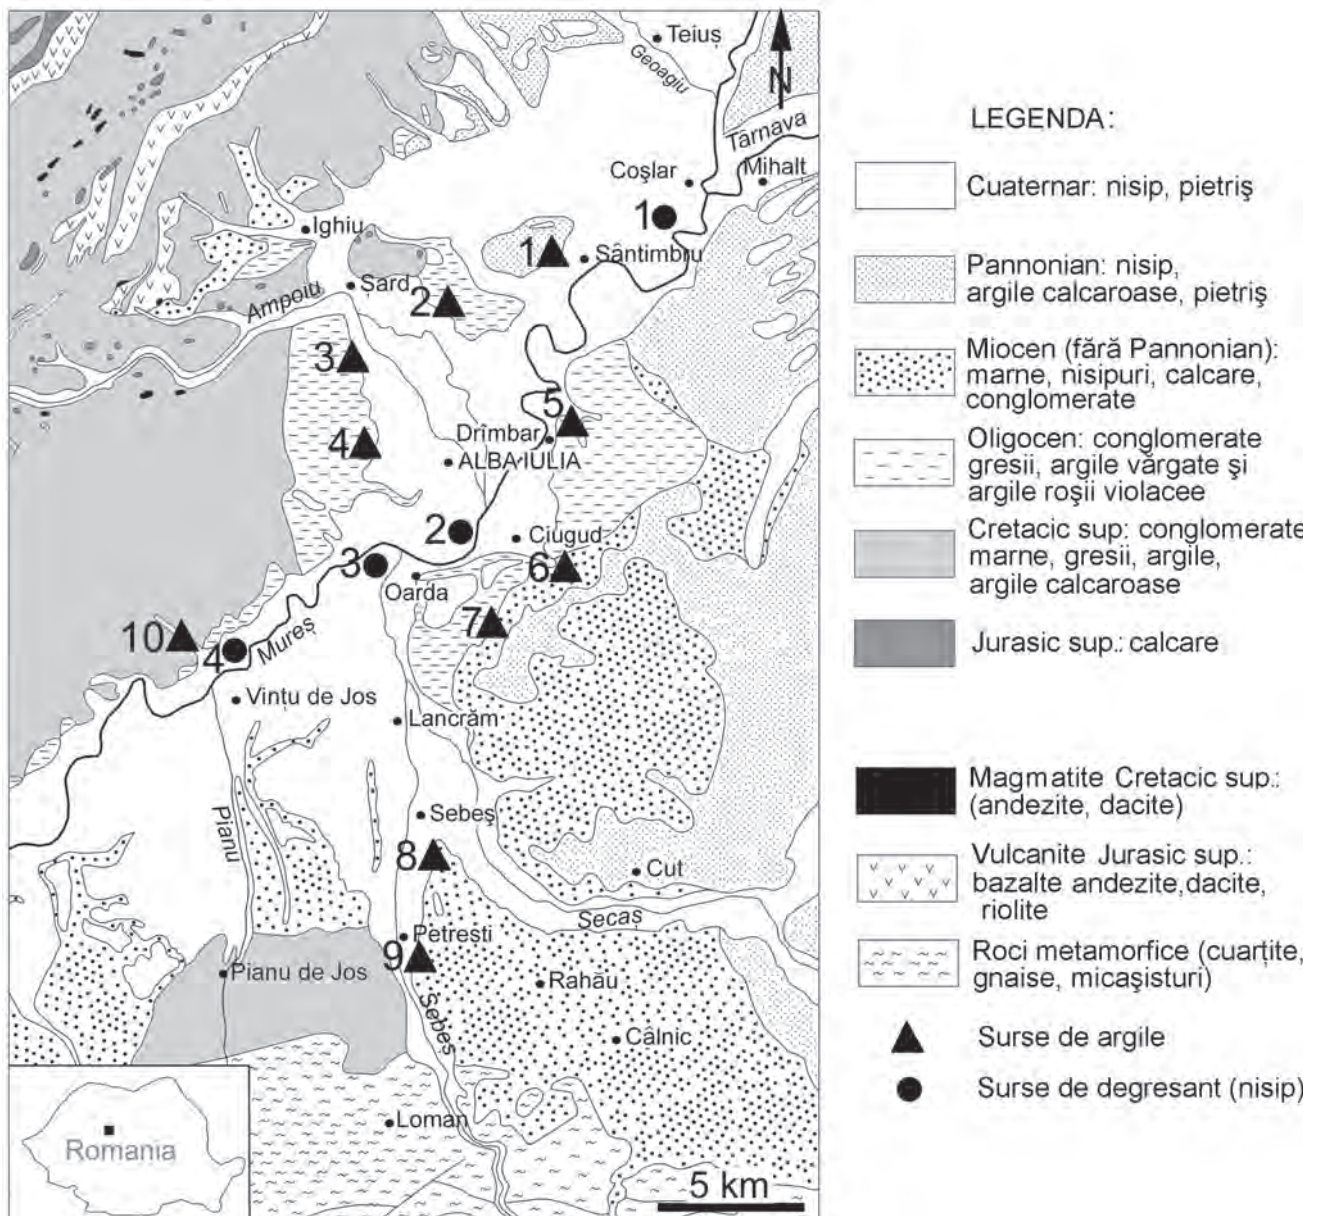 Teiuș
Geoagiu
N
Târnava
Coșlar
Mihalt
1
Ighiu
1
Sântimbru
Sard
2
Ampoiu
3
5
4
Drîmbar
ALBA IULIA
2
Ciugud
3
6
Oarda
7
10
4
Mureș
Vințu de Jos
Lancrăm
Pianu
Sebeș
8
Cut
Secaș
Petrești
9
Pianu de Jos
Rahău
Sebeș
Câlnic
Loman
Romania
5 km
LEGENDA:
Cuaternar: nisip, pietriș
Pannonian: nisip,
argile calcaroase, pietriș
Miocen (fără Pannonian):
marne, nisipuri, calcare,
conglomerate
Oligocen: conglomerate
gresii, argile vărgate și
argile roșii violacee
Cretacic sup: conglomerate
marne, gresii, argile,
argile calcaroase
Jurasic sup.: calcare
Magmatite Cretacic sup.:
(andezite, dacite)
Vulcanite Jurasic sup.:
bazalte andezite, dacite,
riolite
Roci metamorfice (cuarțite,
gnaise, micașisturi)
Surse de argile
Surse de degresant (nisip)